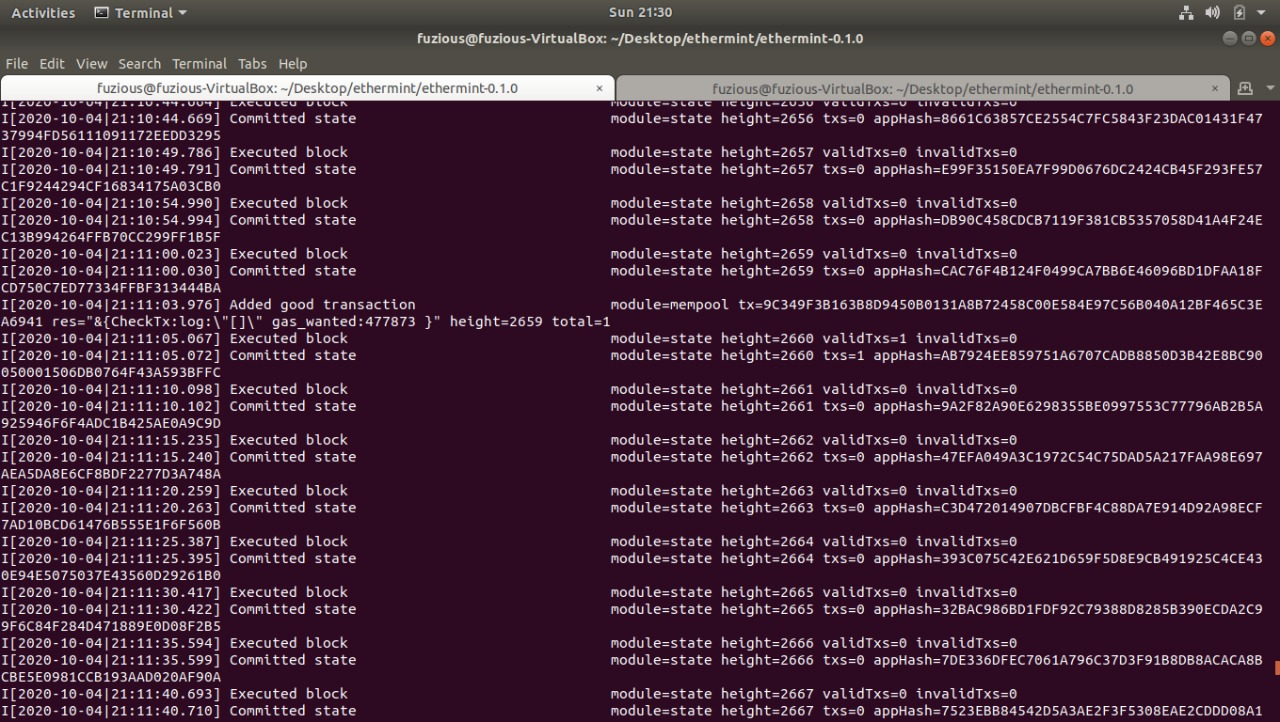 Activities Terminal Sun 21:30
fuzious@fuzious-VirtualBox: ~/Desktop/ethermint/ethermint-0.1.0
File Edit View Search Terminal Tabs Help
fuzious@fuzious-VirtualBox: ~/Desktop/ethermint/ethermint-0.1.0 × fuzious@fuzious-VirtualBox: ~/Desktop/ethermint/ethermint-0.1.0 ×
I[2020-10-04|21:10:44.664] Executed block module=state height=2656 validTxs=0 invalidTxs=0
I[2020-10-04|21:10:44.669] Committed state module=state height=2656 txs=0 appHash=8661C63857CE2554C7FC5843F23DAC01431F47
37994FD56111091172EEDD3295
I[2020-10-04|21:10:49.786] Executed block module=state height=2657 validTxs=0 invalidTxs=0
I[2020-10-04|21:10:49.791] Committed state module=state height=2657 txs=0 appHash=E99F35150EA7F99D0676DC2424CB45F293FE57
C1F9244294CF16834175A03CB0
I[2020-10-04|21:10:54.990] Executed block module=state height=2658 validTxs=0 invalidTxs=0
I[2020-10-04|21:10:54.994] Committed state module=state height=2658 txs=0 appHash=DB90C458CDCB7119F381CB5357058D41A4F24E
C13B994264FFB70CC299FF1B5F
I[2020-10-04|21:11:00.023] Executed block module=state height=2659 validTxs=0 invalidTxs=0
I[2020-10-04|21:11:00.030] Committed state module=state height=2659 txs=0 appHash=CAC76F4B124F0499CA7BB6E46096BD1DFAA18F
CD750C7ED77334FFBF313444BA
I[2020-10-04|21:11:03.976] Added good transaction module=mempool tx=9C349F3B163B8D9450B0131A8B72458C00E584E97C56B040A12BF465C3E
A6941 res="&{CheckTx:log:\"[]\" gas_wanted:477873 }" height=2659 total=1
I[2020-10-04|21:11:05.067] Executed block module=state height=2660 validTxs=1 invalidTxs=0
I[2020-10-04|21:11:05.072] Committed state module=state height=2660 txs=1 appHash=AB7924EE859751A6707CADB8850D3B42E8BC90
050001506DB0764F43A593BFFC
I[2020-10-04|21:11:10.098] Executed block module=state height=2661 validTxs=0 invalidTxs=0
I[2020-10-04|21:11:10.102] Committed state module=state height=2661 txs=0 appHash=9A2F82A90E6298355BE0997553C77796AB2B5A
925946F6F4ADC1B425AE0A9C9D
I[2020-10-04|21:11:15.235] Executed block module=state height=2662 validTxs=0 invalidTxs=0
I[2020-10-04|21:11:15.240] Committed state module=state height=2662 txs=0 appHash=47EFA049A3C1972C54C75DAD5A217FAA98E697
AEA5DA8E6CF8BDF2277D3A748A
I[2020-10-04|21:11:20.259] Executed block module=state height=2663 validTxs=0 invalidTxs=0
I[2020-10-04|21:11:20.263] Committed state module=state height=2663 txs=0 appHash=C3D472014907DBCFBF4C88DA7E914D92A98ECF
7AD10BCD61476B555E1F6F560B
I[2020-10-04|21:11:25.387] Executed block module=state height=2664 validTxs=0 invalidTxs=0
I[2020-10-04|21:11:25.395] Committed state module=state height=2664 txs=0 appHash=393C075C42E621D659F5D8E9CB491925C4CE43
0E94E5075037E43560D29261B0
I[2020-10-04|21:11:30.417] Executed block module=state height=2665 validTxs=0 invalidTxs=0
I[2020-10-04|21:11:30.422] Committed state module=state height=2665 txs=0 appHash=32BAC986BD1FDF92C79388D8285B390ECDA2C9
9F6C84F284D471889E0D08F2B5
I[2020-10-04|21:11:35.594] Executed block module=state height=2666 validTxs=0 invalidTxs=0
I[2020-10-04|21:11:35.599] Committed state module=state height=2666 txs=0 appHash=7DE336DFEC7061A796C37D3F91B8DB8ACACA8B
CBE5E0981CCB193AAD020AF90A
I[2020-10-04|21:11:40.693] Executed block module=state height=2667 validTxs=0 invalidTxs=0
I[2020-10-04|21:11:40.710] Committed state module=state height=2667 txs=0 appHash=7523EBB84542D5A3AE2F3F5308EAE2CDDD08A1